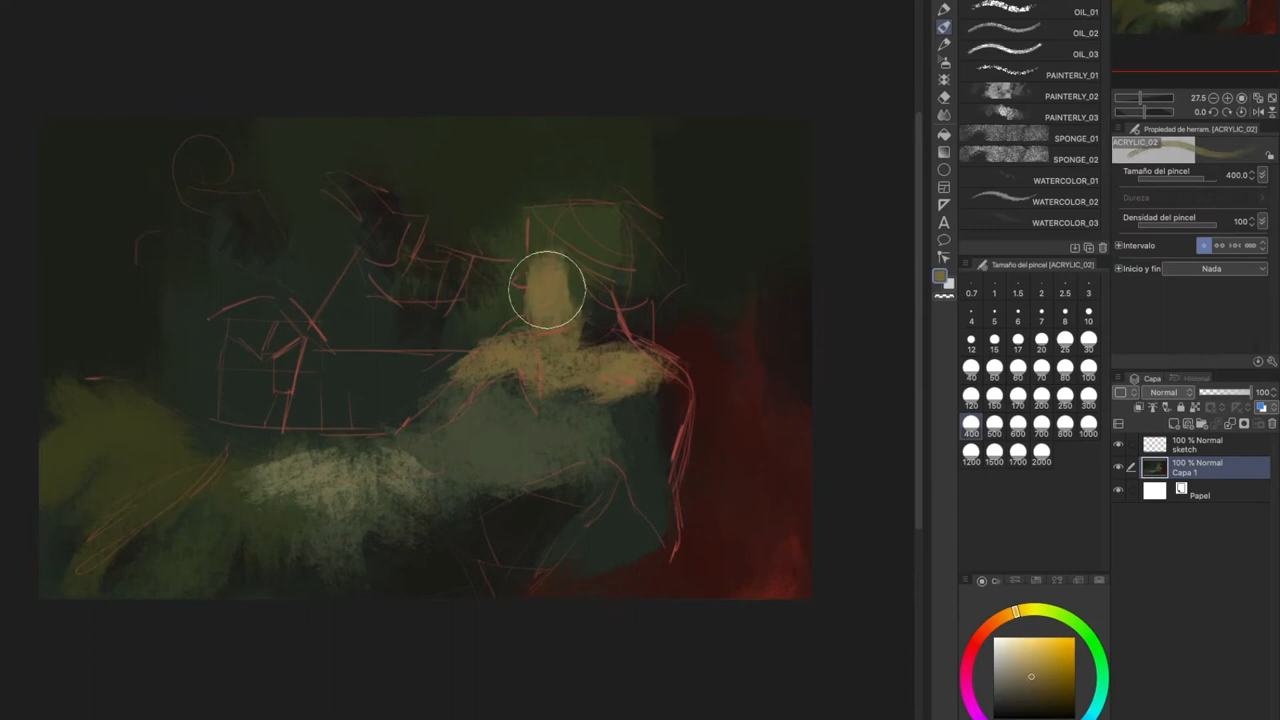 OIL_01
OIL_02
OIL_03
PAINTERLY_01
PAINTERLY_02
PAINTERLY_03
SPONGE_01
SPONGE_02
WATERCOLOR_01
WATERCOLOR_02
WATERCOLOR_03
27.5
0.0
Propiedad de herram. [ACRYLIC_02]
ACRYLIC_02
Tamaño del pincel 400.0
Dureza
Densidad del pincel 100
Intervalo
Inicio y fin Nada
Tamaño del pincel [ACRYLIC_02]
0.7 1 1.5 2 2.5 3
4 5 6 7 8 10
12 15 17 20 25 30
40 50 60 70 80 100
120 150 170 200 250 300
400 500 600 700 800 1000
1200 1500 1700 2000
Capa
Normal 100
100 % Normal
sketch
100 % Normal
Capa 1
Papel